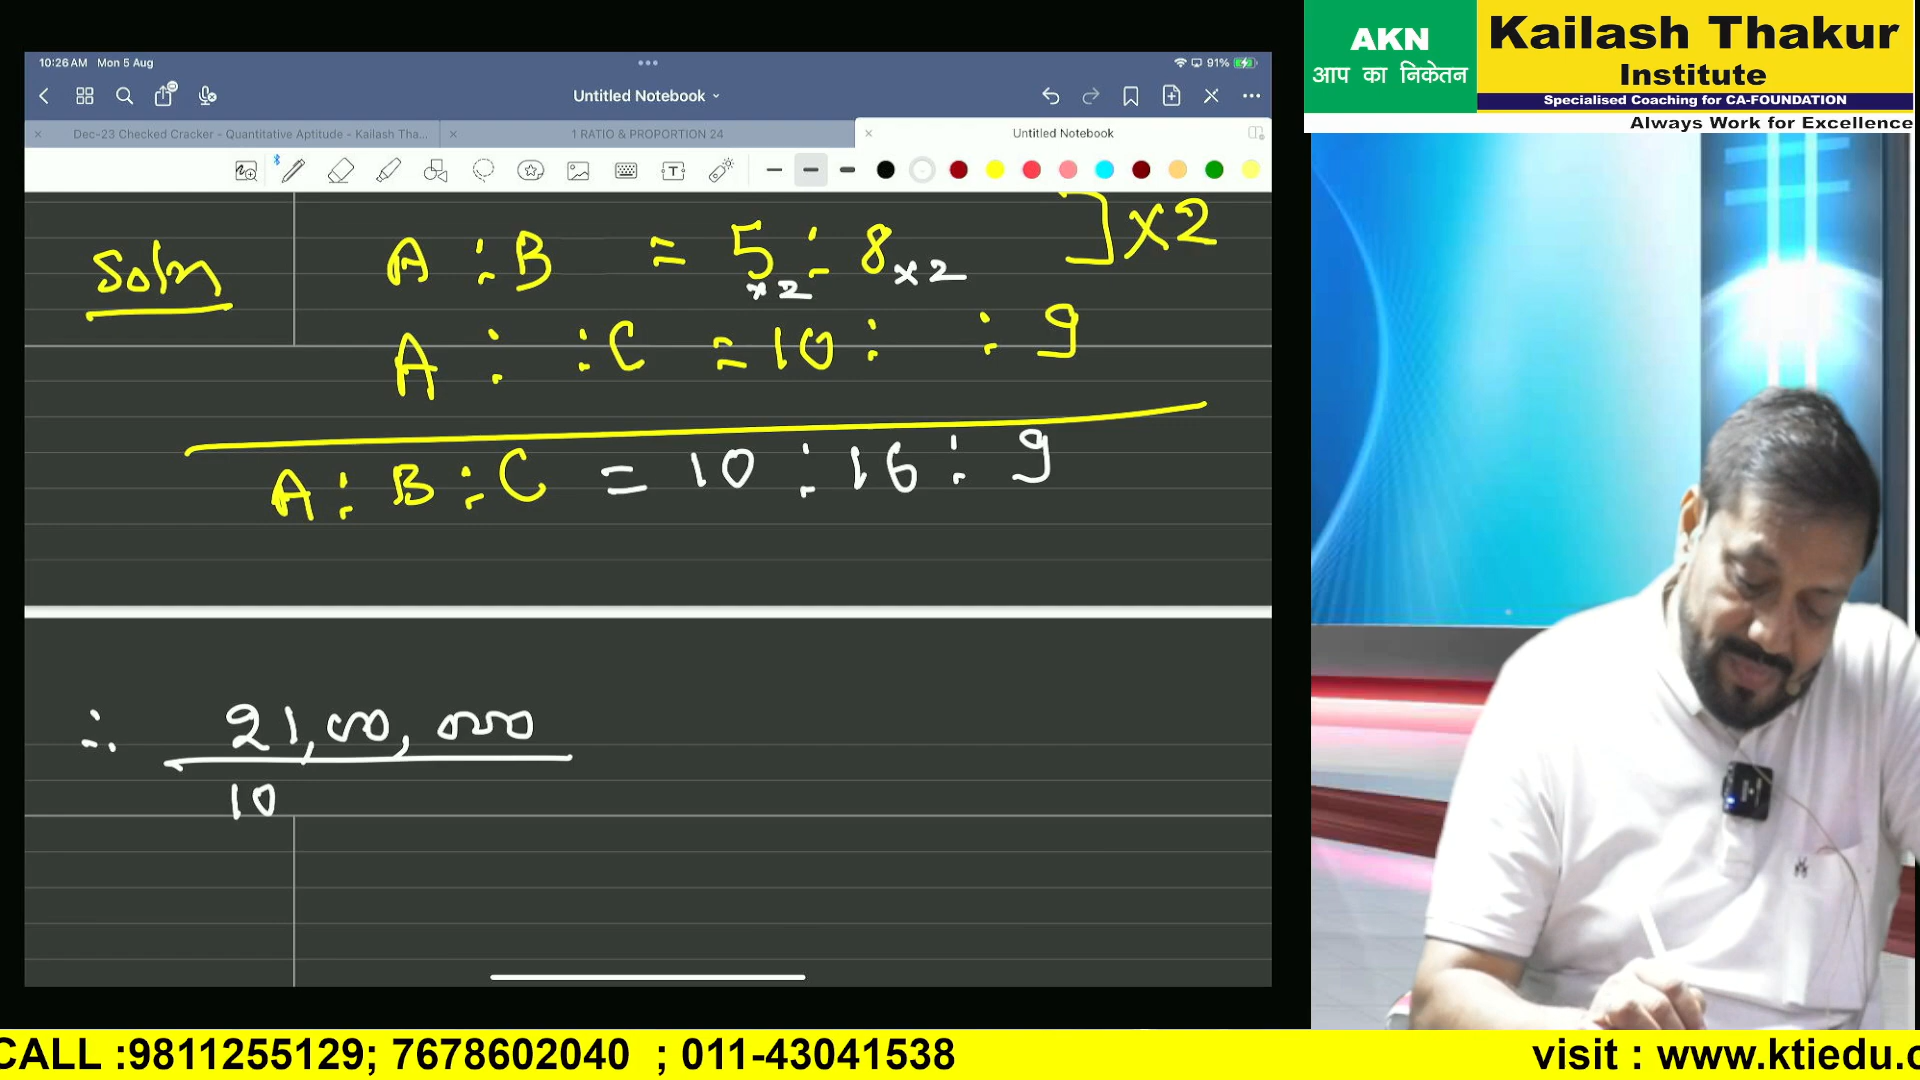 AKN
आप का निकेतन
Kailash Thakur
Institute
Specialised Coaching for CA-FOUNDATION
Always Work for Excellence
10:26 AM Mon 5 Aug
91%
Untitled Notebook
Dec-23 Checked Cracker - Quantitative Aptitude - Kailash Tha...
1 RATIO & PROPORTION 24
Untitled Notebook
T
Soln
A : B = 5 : 8 ] x2
x2 x2
A : : C = 10 : : 9
A : B : C = 10 : 16 : 9
∴ 21,00,000
10
CALL :9811255129; 7678602040 ; 011-43041538
visit : www.ktiedu.c